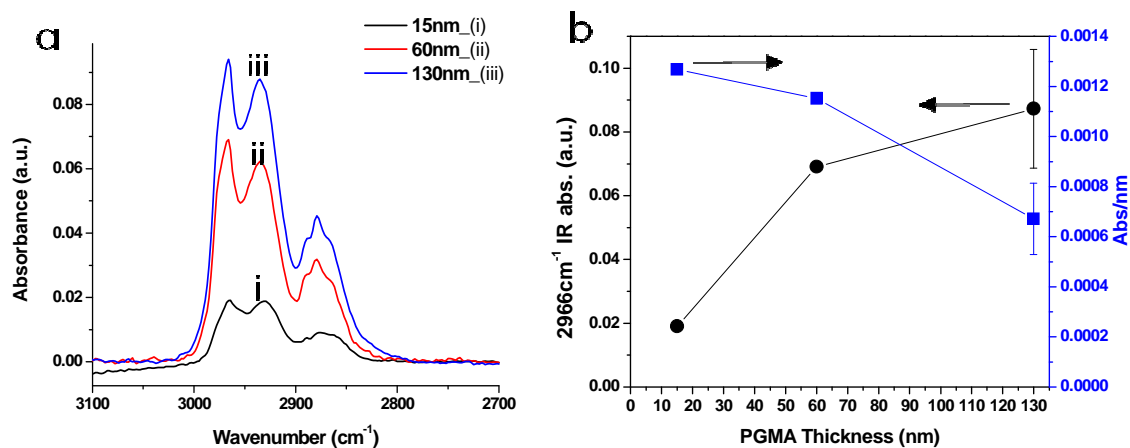 a
15nm_(i)
60nm_(ii)
130nm_(iii)
iii
ii
i
Absorbance (a.u.)
0.08
0.06
0.04
0.02
0.00
3100 3000 2900 2800 2700
Wavenumber (cm⁻¹)
b
2966cm⁻¹ IR abs. (a.u.)
0.10
0.08
0.06
0.04
0.02
0.00
0 10 20 30 40 50 60 70 80 90 100 110 120 130
PGMA Thickness (nm)
0.0014
0.0012
0.0010
0.0008
0.0006
0.0004
0.0002
0.0000
Abs/nm